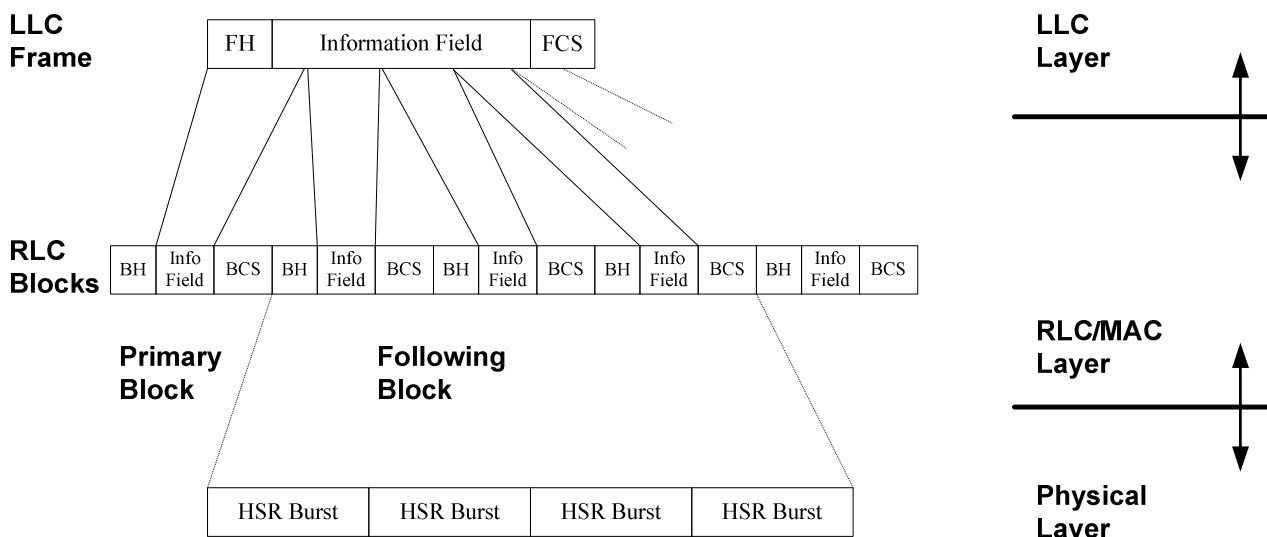 LLC
Frame
FH
Information Field
FCS
LLC
Layer
RLC
Blocks
BH
Info
Field
BCS
BH
Info
Field
BCS
BH
Info
Field
BCS
BH
Info
Field
BCS
BH
Info
Field
BCS
Primary
Block
Following
Block
RLC/MAC
Layer
HSR Burst
HSR Burst
HSR Burst
HSR Burst
Physical
Layer